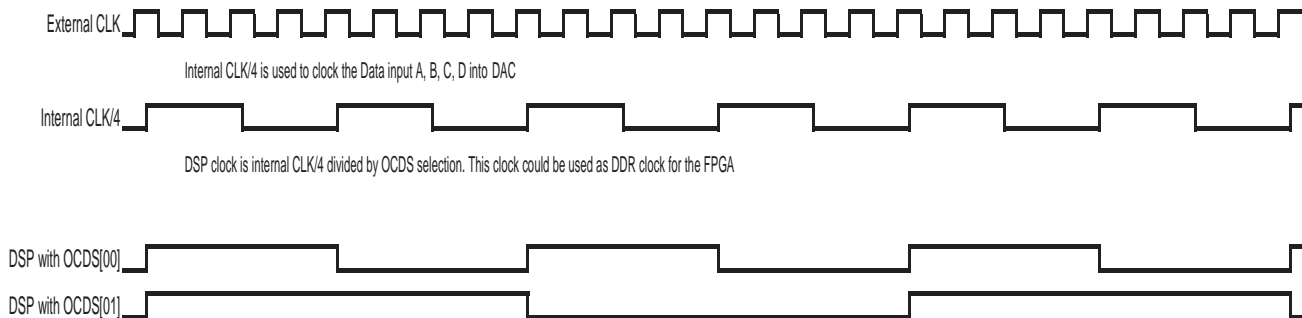 External CLK
Internal CLK/4 is used to clock the Data input A, B, C, D into DAC
Internal CLK/4
DSP clock is internal CLK/4 divided by OCDS selection. This clock could be used as DDR clock for the FPGA
DSP with OCDS[00]
DSP with OCDS[01]